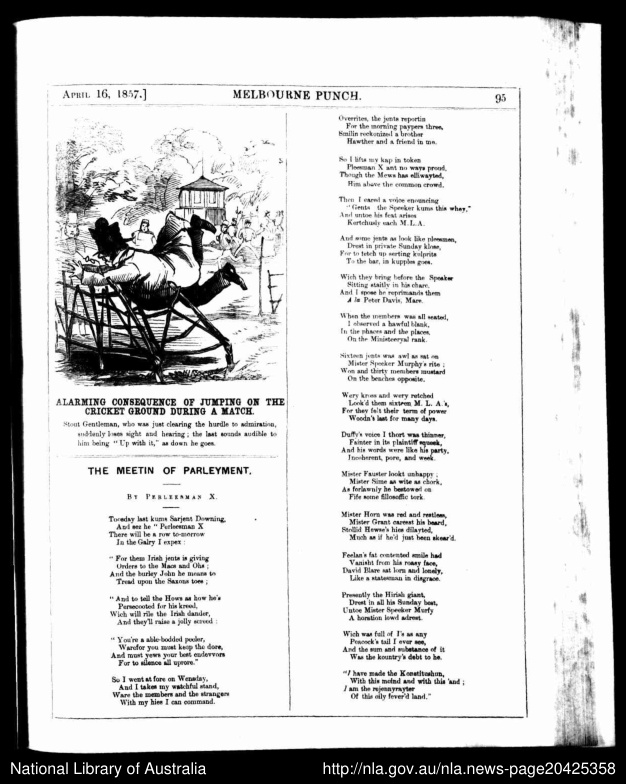 APRIL 16, 1857.]
MELBOURNE PUNCH.
95
ALARMING CONSEQUENCE OF JUMPING ON THE
CRICKET GROUND DURING A MATCH.
Stout Gentleman, who was just clearing the hurdle to admiration,
suddenly loses sight and hearing; the last sounds audible to
him being "Up with it," as down he goes.
THE MEETIN OF PARLEYMENT.
BY PERLEESMAN X.
Tuesday last kums Sarjent Downing,
And sez he "Perleesman X
There will be a row to-morrow
In the Galry I expex:
"For them Irish jents is giving
Orders to the Macs and Ohs;
And the burley John he means to
Tread upon the Saxons toes;
"And to tell the Hows as how he's
Persecooted for his kreed,
Wich will rile the Irish dander,
And they'll raise a jolly screed:
"You're a able-bodded peeler,
Warefor you must keep the dore,
And must yews your best endevvors
For to silence all uprore."
So I went afore on Wensday,
And I takes my watchful stand,
Ware the members and the strangers
With my hies I can command.
Overrites, the jents reportin
For the morning paypers three,
Smilin reckonized a brother
Hawther and a friend in me.
So I lifts my kap in token
Pleesman X ant no ways proud,
Though the Mews has elliwayted,
Him above the common crowd.
Then I eared a voice enouncing
"Gents the Speeker kums this whey,"
And untoe his feat arises
Kertchusly each M.L.A.
And some jents as look like pleesmen,
Drest in private Sunday klose,
For to fetch up serting kulprits
To the bar, in kupples goes.
Wich they bring before the Speaker
Sitting staitly in his chare,
And I spose he reprimands them
A la Peter Davis, Mare.
When the members was all seated,
I observed a hawful blank,
In the phaces and the places,
On the Ministeeryal rank.
Sixteen jents was awl as sat on
Mister Speeker Murphy's rite;
Won and thirty members mustard
On the benches opposite.
Wery kross and wery retched
Look'd them sixteen M. L. A.'s,
For they felt their term of power
Woodn's last for many days.
Duffy's voice I thort was thinner,
Fainter in its plaintiff squeek,
And his words were like his party,
Incoherent, pore, and week.
Mister Fauster lookt unhappy;
Mister Sime as wite as chork,
As forlawnly he bestowed on
Fife some fillosoffic tork.
Mister Horn was red and restless,
Mister Grant carest his beard,
Stollid Hewze's hies dilayted,
Much as if he'd just been skear'd.
Feelan's fat contented smile had
Vanisht from his roasy face,
David Blare sat lorn and lonely,
Like a statesman in disgrace.
Presently the Hirish giant,
Drest in all his Sunday best,
Untoe Mister Speeker Murfy
A horation lowd adrest.
Wich was full of I's as any
Peacock's tail I ever see,
And the sum and substance of it
Was the kountry's debt to he.
"I have made the Konstitushun,
With this meind and with this 'and;
I am the rejennyrayter
Of this oily fever'd land."
National Library of Australia
http://nla.gov.au/nla.news-page20425358